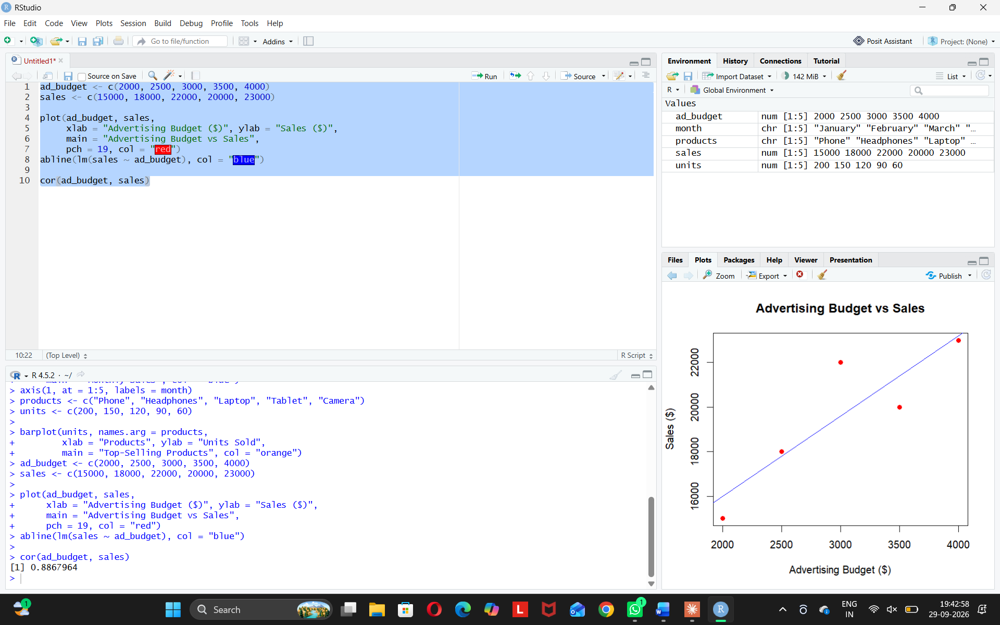 RStudio
File Edit Code View Plots Session Build Debug Profile Tools Help
Go to file/function Addins Posit Assistant Project: (None)
Untitled1*
Source on Save Run Source
1 ad_budget <- c(2000, 2500, 3000, 3500, 4000)
2 sales <- c(15000, 18000, 22000, 20000, 23000)
3
4 plot(ad_budget, sales,
5 xlab = "Advertising Budget ($)", ylab = "Sales ($)",
6 main = "Advertising Budget vs Sales",
7 pch = 19, col = "red")
8 abline(lm(sales ~ ad_budget), col = "blue")
9
10 cor(ad_budget, sales)
10:22 (Top Level) R Script
R 4.5.2 · ~/
> axis(1, at = 1:5, labels = month)
> products <- c("Phone", "Headphones", "Laptop", "Tablet", "Camera")
> units <- c(200, 150, 120, 90, 60)
>
> barplot(units, names.arg = products,
+ xlab = "Products", ylab = "Units Sold",
+ main = "Top-Selling Products", col = "orange")
> ad_budget <- c(2000, 2500, 3000, 3500, 4000)
> sales <- c(15000, 18000, 22000, 20000, 23000)
>
> plot(ad_budget, sales,
+ xlab = "Advertising Budget ($)", ylab = "Sales ($)",
+ main = "Advertising Budget vs Sales",
+ pch = 19, col = "red")
> abline(lm(sales ~ ad_budget), col = "blue")
>
> cor(ad_budget, sales)
[1] 0.8867964
>
Environment History Connections Tutorial
Import Dataset 142 MiB List
R Global Environment
Values
ad_budget num [1:5] 2000 2500 3000 3500 4000
month chr [1:5] "January" "February" "March" "...
products chr [1:5] "Phone" "Headphones" "Laptop" ...
sales num [1:5] 15000 18000 22000 20000 23000
units num [1:5] 200 150 120 90 60
Files Plots Packages Help Viewer Presentation
Zoom Export Publish
Advertising Budget vs Sales
Sales ($)
22000
20000
18000
16000
2000 2500 3000 3500 4000
Advertising Budget ($)
1 Search L 1 W R ENG 19:42:58
IN 29-09-2026